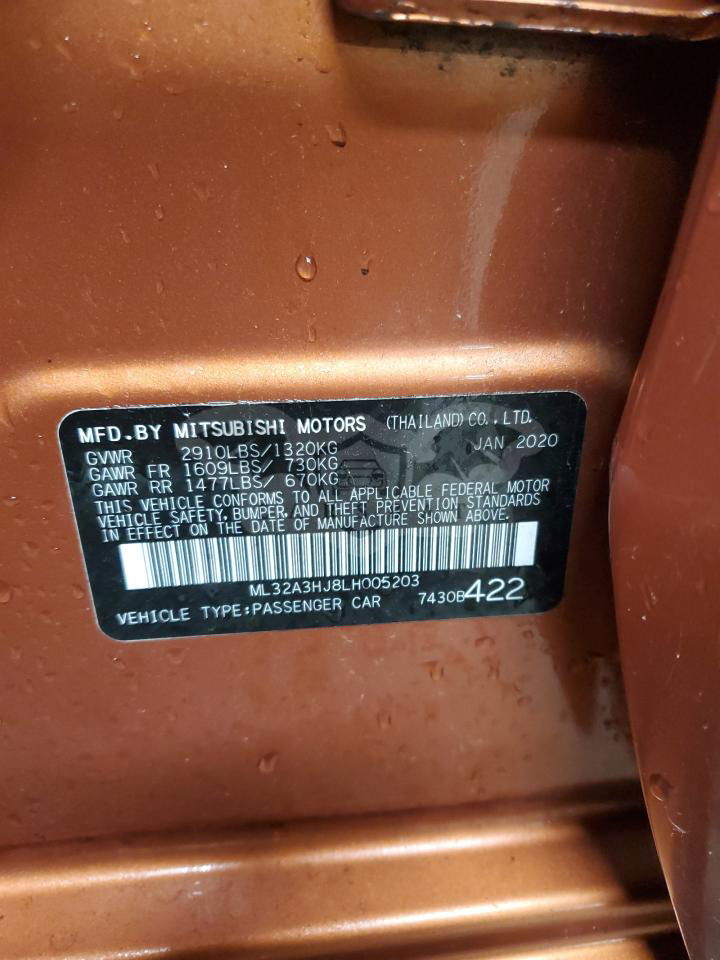 MFD.BY MITSUBISHI MOTORS (THAILAND) CO., LTD.
GVWR 2910LBS/1320KG JAN 2020
GAWR FR 1609LBS/ 730KG
GAWR RR 1477LBS/ 670KG
THIS VEHICLE CONFORMS TO ALL APPLICABLE FEDERAL MOTOR
VEHICLE SAFETY, BUMPER, AND THEFT PREVENTION STANDARDS
IN EFFECT ON THE DATE OF MANUFACTURE SHOWN ABOVE.
ML32A3HJ8LH005203
VEHICLE TYPE:PASSENGER CAR 7430B422